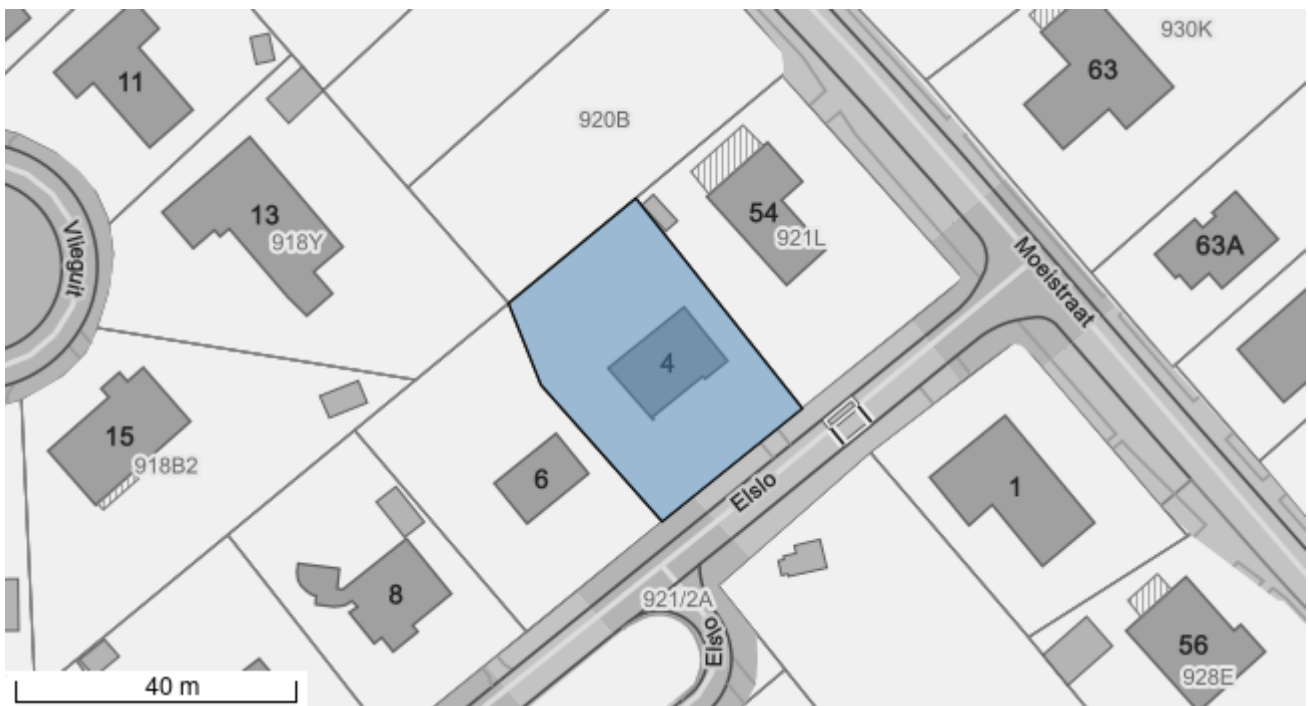 930K
63
11
920B
54
921L
13
918Y
63A
Vlieguit
Moeistraat
4
15
918B2
6
Elslo
1
8
921/2A
Elslo
56
928E
40 m